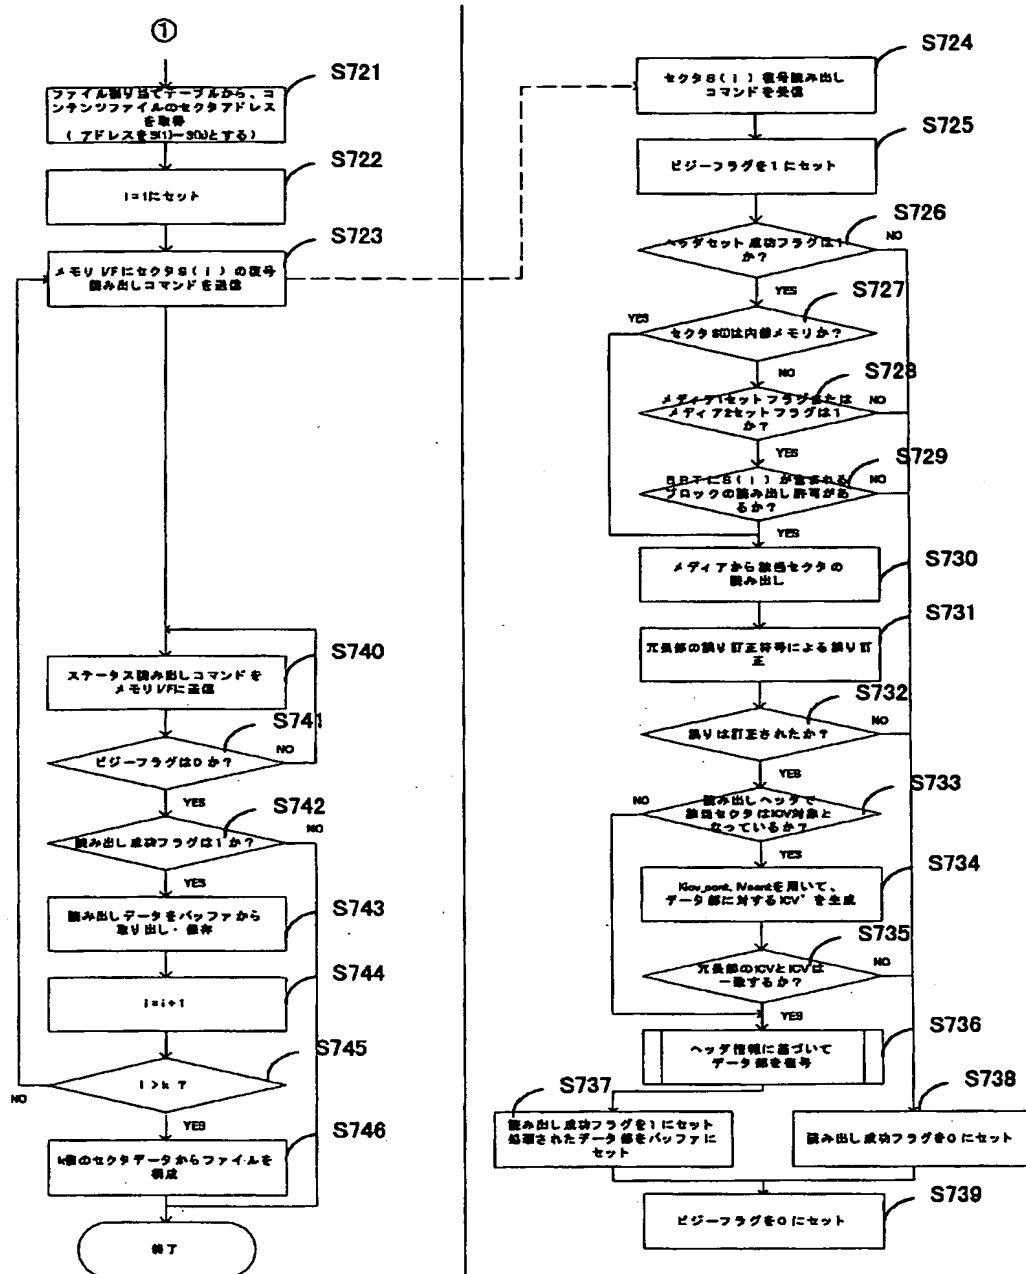 ①
S721
ファイル割り当てテーブルから、コ
ンテンツファイルのセクタアドレス
を取得
(アドレスをS(1)~S(k)とする)
S722
i=1にセット
S723
メモリI/FにセクタS(i)の復号
読み出しコマンドを送信
S740
ステータス読み出しコマンドを
メモリI/Fに送信
S741
ビジーフラグは0か?
NO
YES
S742
読み出し成功フラグは1か?
NO
YES
S743
読み出しデータをバッファから
取り出し・保存
S744
i=i+1
S745
i>k?
NO
YES
S746
k個のセクタデータからファイルを
構成
終了
S724
セクタS(i)復号読み出し
コマンドを受信
S725
ビジーフラグを1にセット
S726
ヘッダセット成功フラグは1
か?
NO
YES
S727
セクタS(i)は内部メモリか?
YES
NO
S728
メディア1セットフラグまたは
メディア2セットフラグは1
か?
NO
YES
S729
BPTにS(i)が含まれる
ブロックの読み出し許可があ
るか?
NO
YES
S730
メディアから該当セクタの
読み出し
S731
冗長部の誤り訂正符号による誤り訂
正
S732
誤りは訂正されたか?
NO
YES
S733
読み出しヘッダで
該当セクタはICV対象と
なっているか?
NO
YES
S734
Kicv_cont, IVcontを用いて、
データ部に対するICV'を生成
S735
冗長部のICVとICV'は
一致するか?
NO
YES
S736
ヘッダ情報に基づいて
データ部を復号
S737
読み出し成功フラグを1にセット
処理されたデータ部をバッファに
セット
S738
読み出し成功フラグを0にセット
S739
ビジーフラグを0にセット